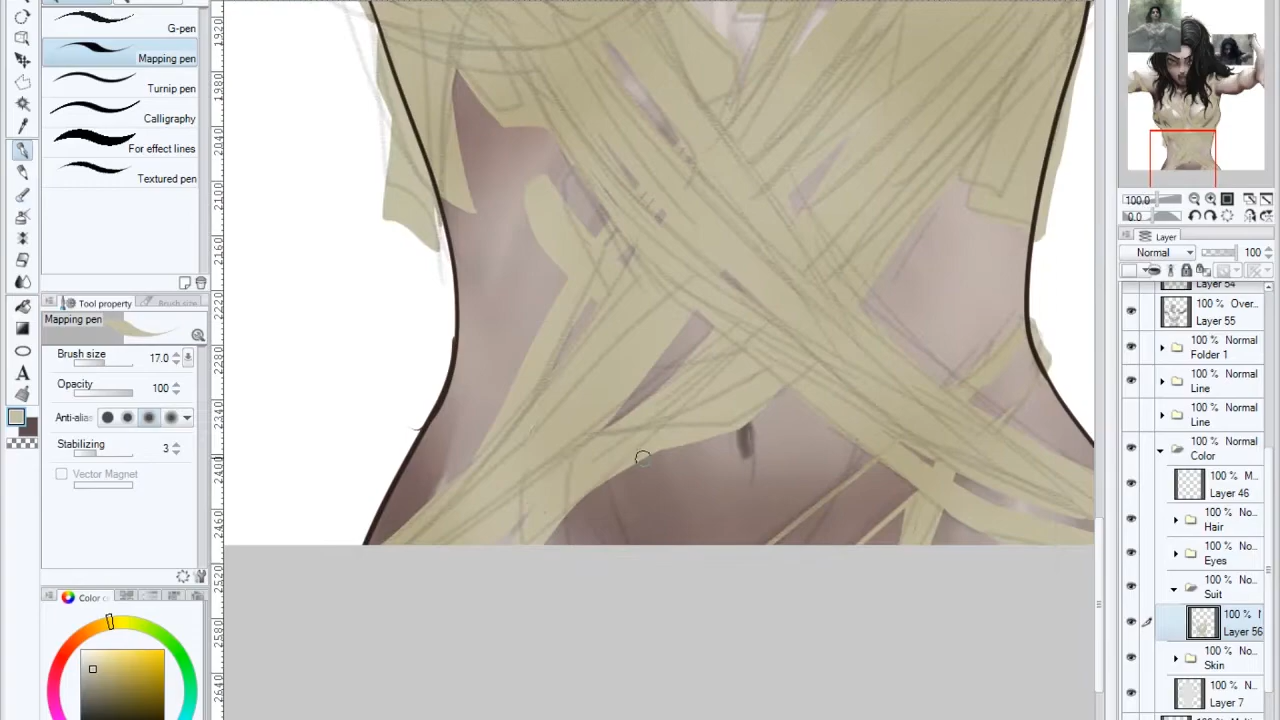 G-pen
Mapping pen
Turnip pen
Calligraphy
For effect lines
Textured pen
Tool property
Brush size
Mapping pen
Brush size 17.0
Opacity 100
Anti-alias
Stabilizing 3
Vector Magnet
Color
1920
1980
2040
2100
2160
2220
2280
2340
2400
2460
2520
2580
2640
100.0
0.0
Layer
Normal 100
Layer 54
100 % Over...
Layer 55
100 % Normal
Folder 1
100 % Normal
Line
100 % Normal
Line
100 % Normal
Color
100 % M...
Layer 46
100 % No...
Hair
100 % No...
Eyes
100 % No...
Suit
100 %
Layer 56
100 % No...
Skin
100 % N...
Layer 7